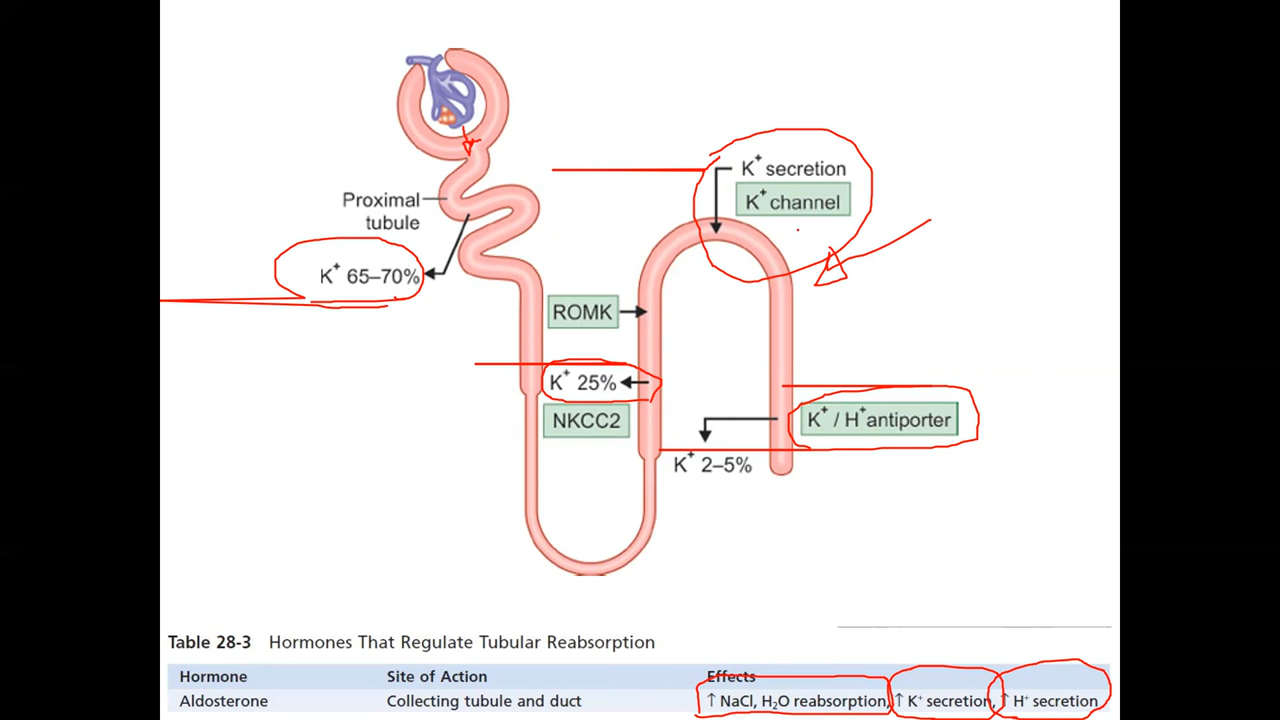 K+ secretion
K+ channel
Proximal
tubule
K+ 65–70%
ROMK
K+ 25%
NKCC2
K+ / H+ antiporter
K+ 2–5%
Table 28-3 Hormones That Regulate Tubular Reabsorption
Hormone Site of Action Effects
Aldosterone Collecting tubule and duct ↑ NaCl, H₂O reabsorption, ↑ K+ secretion, ↑ H+ secretion